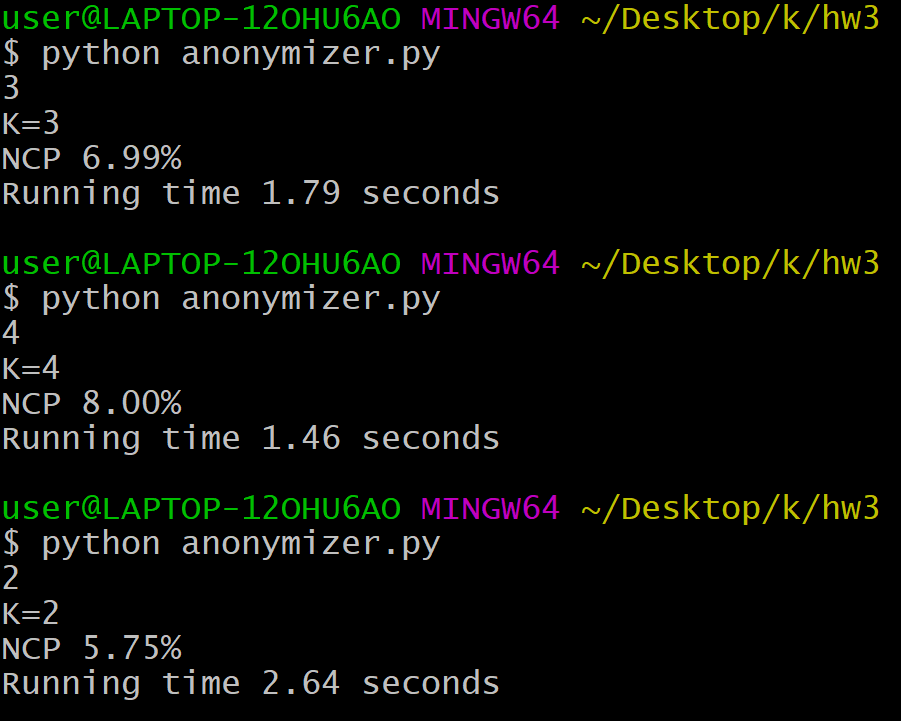 user@LAPTOP-12OHU6AO MINGW64 ~/Desktop/k/hw3
$ python anonymizer.py
3
K=3
NCP 6.99%
Running time 1.79 seconds
user@LAPTOP-12OHU6AO MINGW64 ~/Desktop/k/hw3
$ python anonymizer.py
4
K=4
NCP 8.00%
Running time 1.46 seconds
user@LAPTOP-12OHU6AO MINGW64 ~/Desktop/k/hw3
$ python anonymizer.py
2
K=2
NCP 5.75%
Running time 2.64 seconds